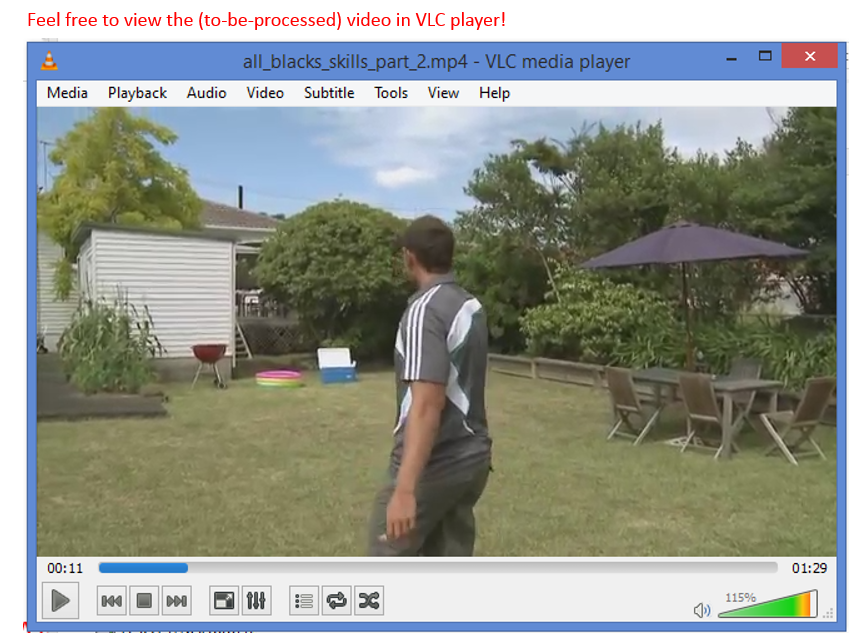 Feel free to view the (to-be-processed) video in VLC player!
all_blacks_skills_part_2.mp4 - VLC media player
Media Playback Audio Video Subtitle Tools View Help
00:11 01:29
115%